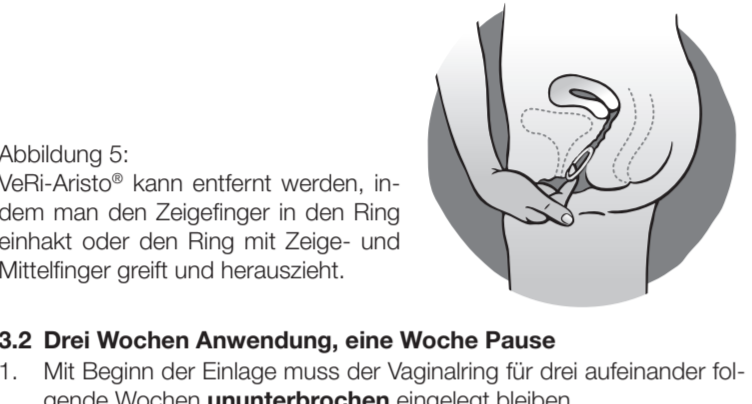 Abbildung 5:
VeRi-Aristo® kann entfernt werden, in-
dem man den Zeigefinger in den Ring
einhakt oder den Ring mit Zeige- und
Mittelfinger greift und herauszieht.
3.2 Drei Wochen Anwendung, eine Woche Pause
1. Mit Beginn der Einlage muss der Vaginalring für drei aufeinander fol-
gende Wochen ununterbrochen eingelegt bleiben